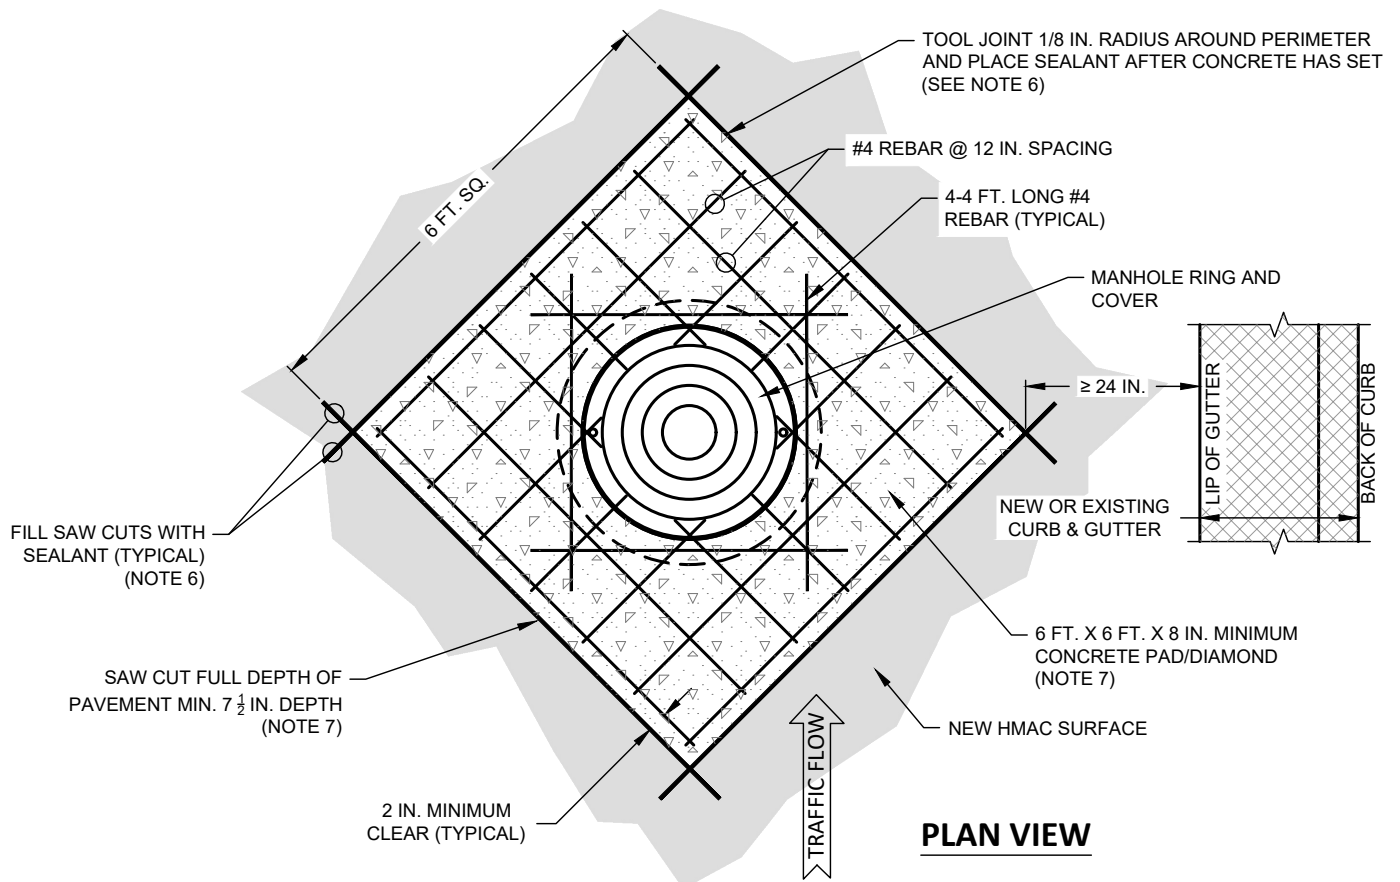 TOOL JOINT 1/8 IN. RADIUS AROUND PERIMETER
AND PLACE SEALANT AFTER CONCRETE HAS SET
(SEE NOTE 6)
#4 REBAR @ 12 IN. SPACING
4-4 FT. LONG #4
REBAR (TYPICAL)
6 FT. SQ.
MANHOLE RING AND
COVER
≥ 24 IN.
LIP OF GUTTER
BACK OF CURB
NEW OR EXISTING
CURB & GUTTER
FILL SAW CUTS WITH
SEALANT (TYPICAL)
(NOTE 6)
6 FT. X 6 FT. X 8 IN. MINIMUM
CONCRETE PAD/DIAMOND
(NOTE 7)
SAW CUT FULL DEPTH OF
PAVEMENT MIN. 7 1/2 IN. DEPTH
(NOTE 7)
NEW HMAC SURFACE
2 IN. MINIMUM
CLEAR (TYPICAL)
TRAFFIC FLOW
PLAN VIEW